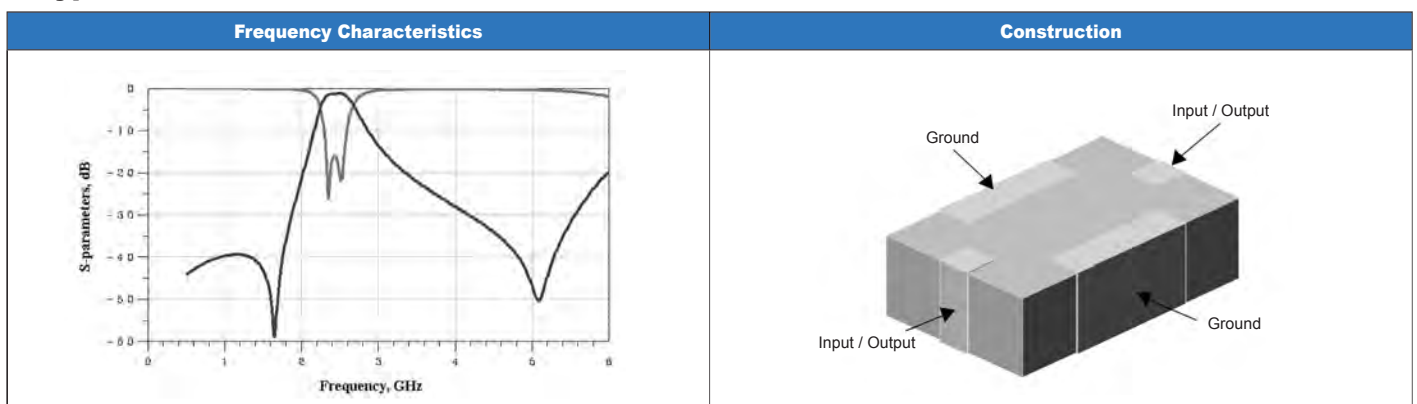 Frequency Characteristics
Construction
S-parameters, dB
0
-10
-20
-30
-40
-50
-60
0 1 2 3 4 5 6
Frequency, GHz
Input / Output
Ground
Ground
Input / Output